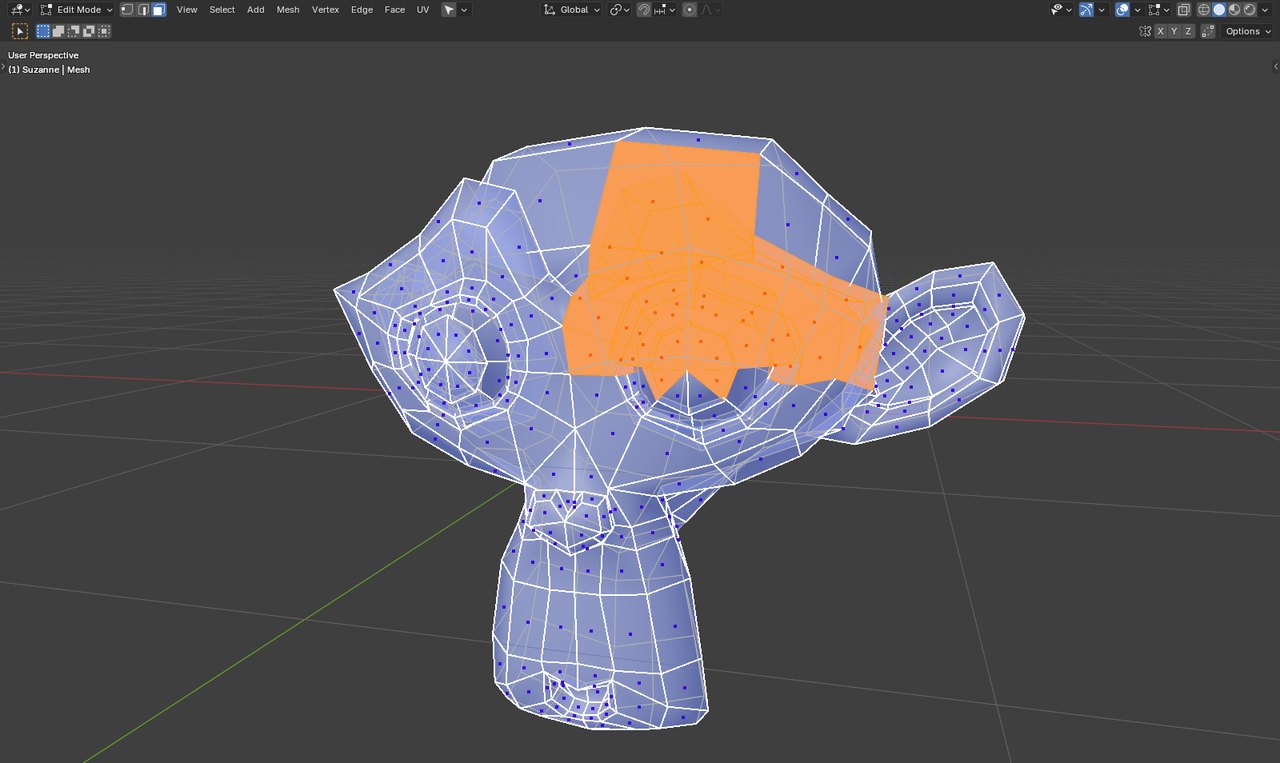 Edit Mode View Select Add Mesh Vertex Edge Face UV Global
X Y Z Options
User Perspective
(1) Suzanne | Mesh